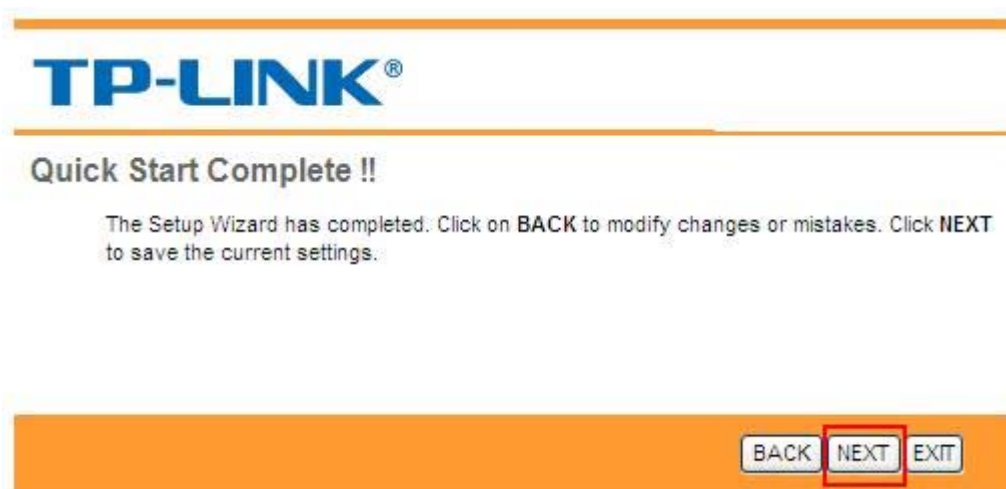 TP-LINK®
Quick Start Complete !!
The Setup Wizard has completed. Click on BACK to modify changes or mistakes. Click NEXT
to save the current settings.
BACK NEXT EXIT